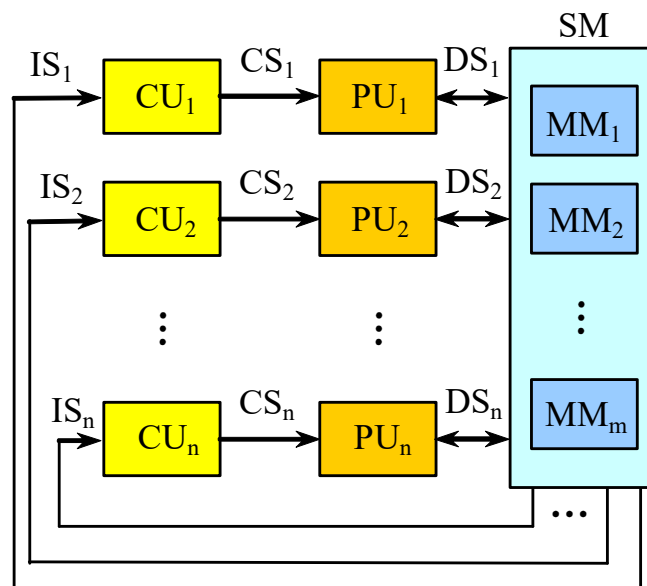 SM
IS₁ CS₁ DS₁
CU₁ PU₁ MM₁
IS₂ CS₂ DS₂
CU₂ PU₂ MM₂
⋮ ⋮ ⋮
ISₙ CSₙ DSₙ
CUₙ PUₙ MMₘ
…